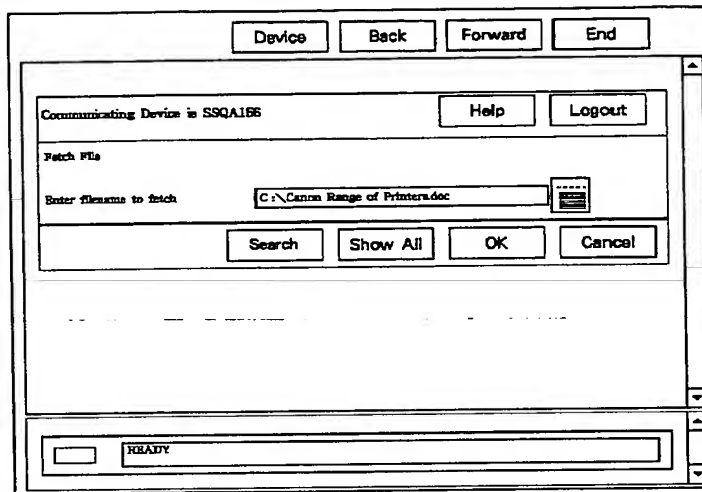 Device Back Forward End
Communicating Device is SSQA166
Help Logout
Fetch File
Enter filename to fetch
C:\Canon Range of Printers.doc
Search Show All OK Cancel
READY